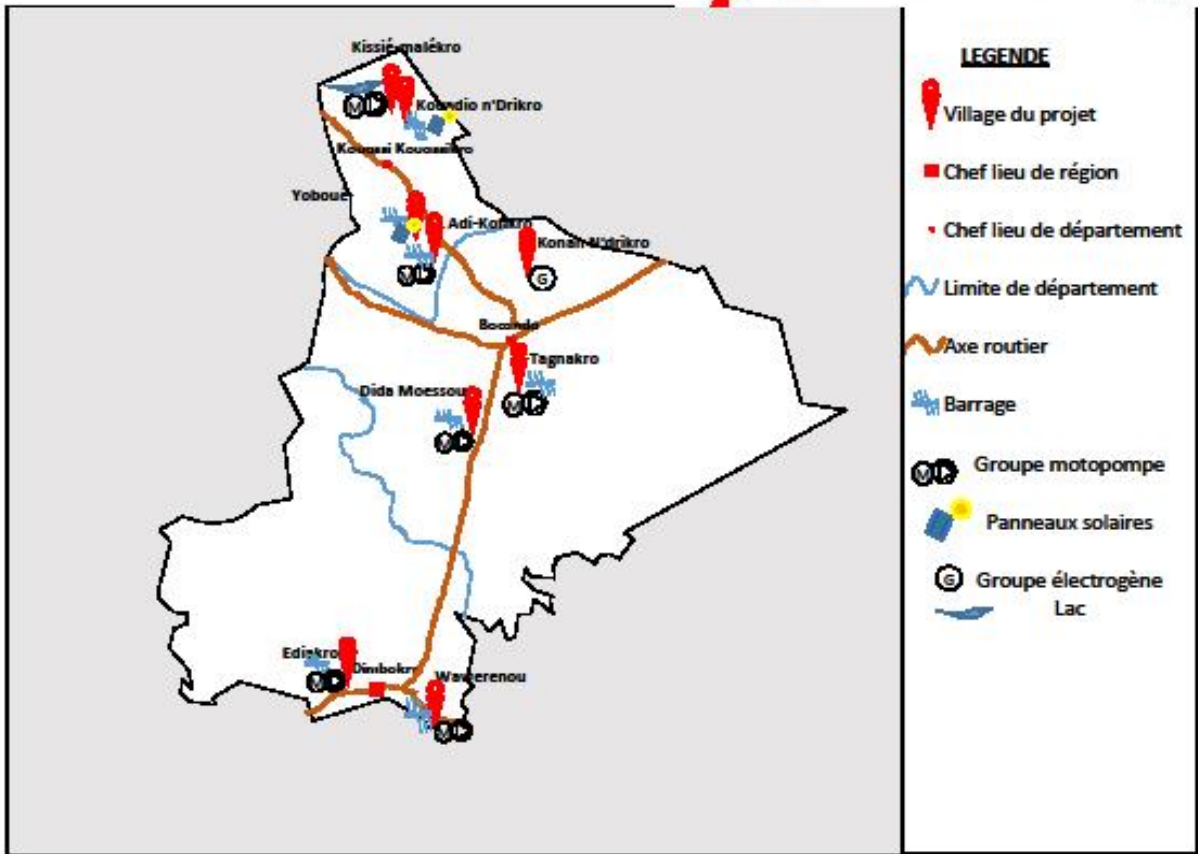 Kissié-malékro
Koundio n'Drikro
Kouassi Kouassikro
Yoboué
Adi-Kofikro
Konan N'drikro
Bocanda
Tagnakro
Dida Moessou
Ediakro
Dimbokro
Wawrenou
LEGENDE
Village du projet
Chef lieu de région
Chef lieu de département
Limite de département
Axe routier
Barrage
M
Groupe motopompe
Panneaux solaires
G
Groupe électrogène
Lac